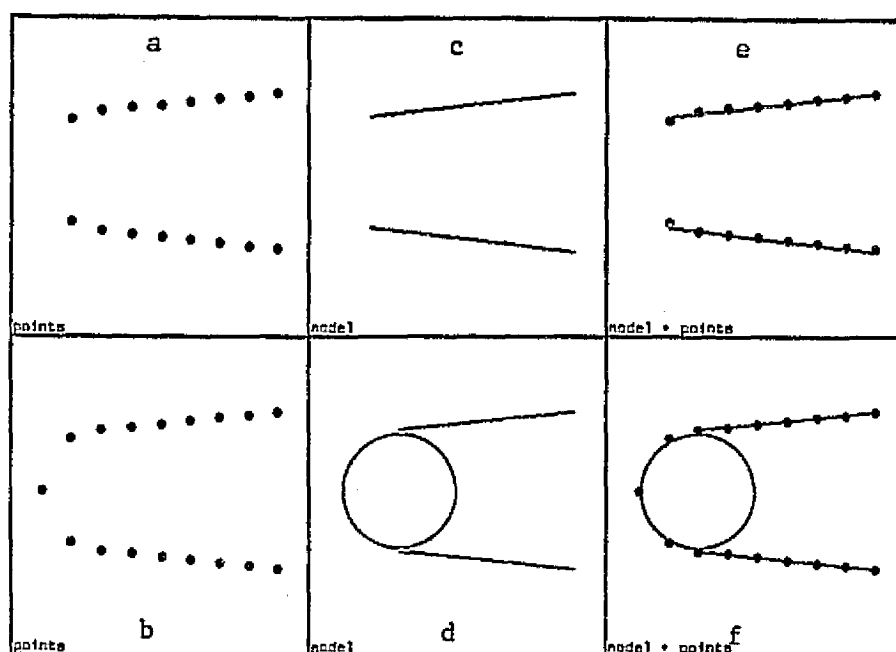 a
c
e
points
model
model + points
points
b
model
d
model + points
f